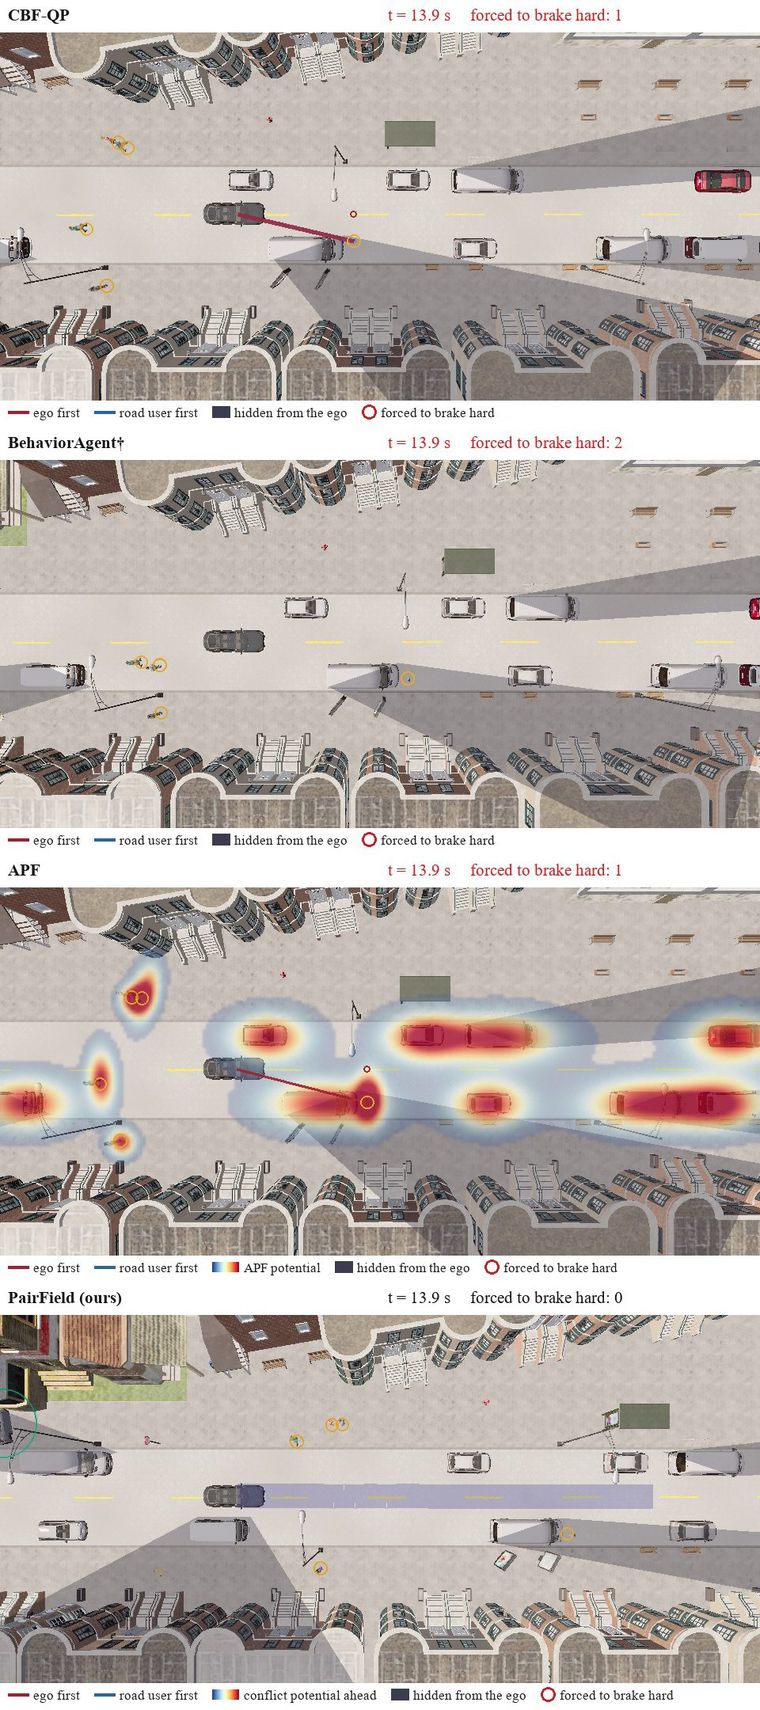 CBF-QP t = 13.9 s forced to brake hard: 1
ego first road user first hidden from the ego forced to brake hard
BehaviorAgent† t = 13.9 s forced to brake hard: 2
ego first road user first hidden from the ego forced to brake hard
APF t = 13.9 s forced to brake hard: 1
ego first road user first APF potential hidden from the ego forced to brake hard
PairField (ours) t = 13.9 s forced to brake hard: 0
ego first road user first conflict potential ahead hidden from the ego forced to brake hard